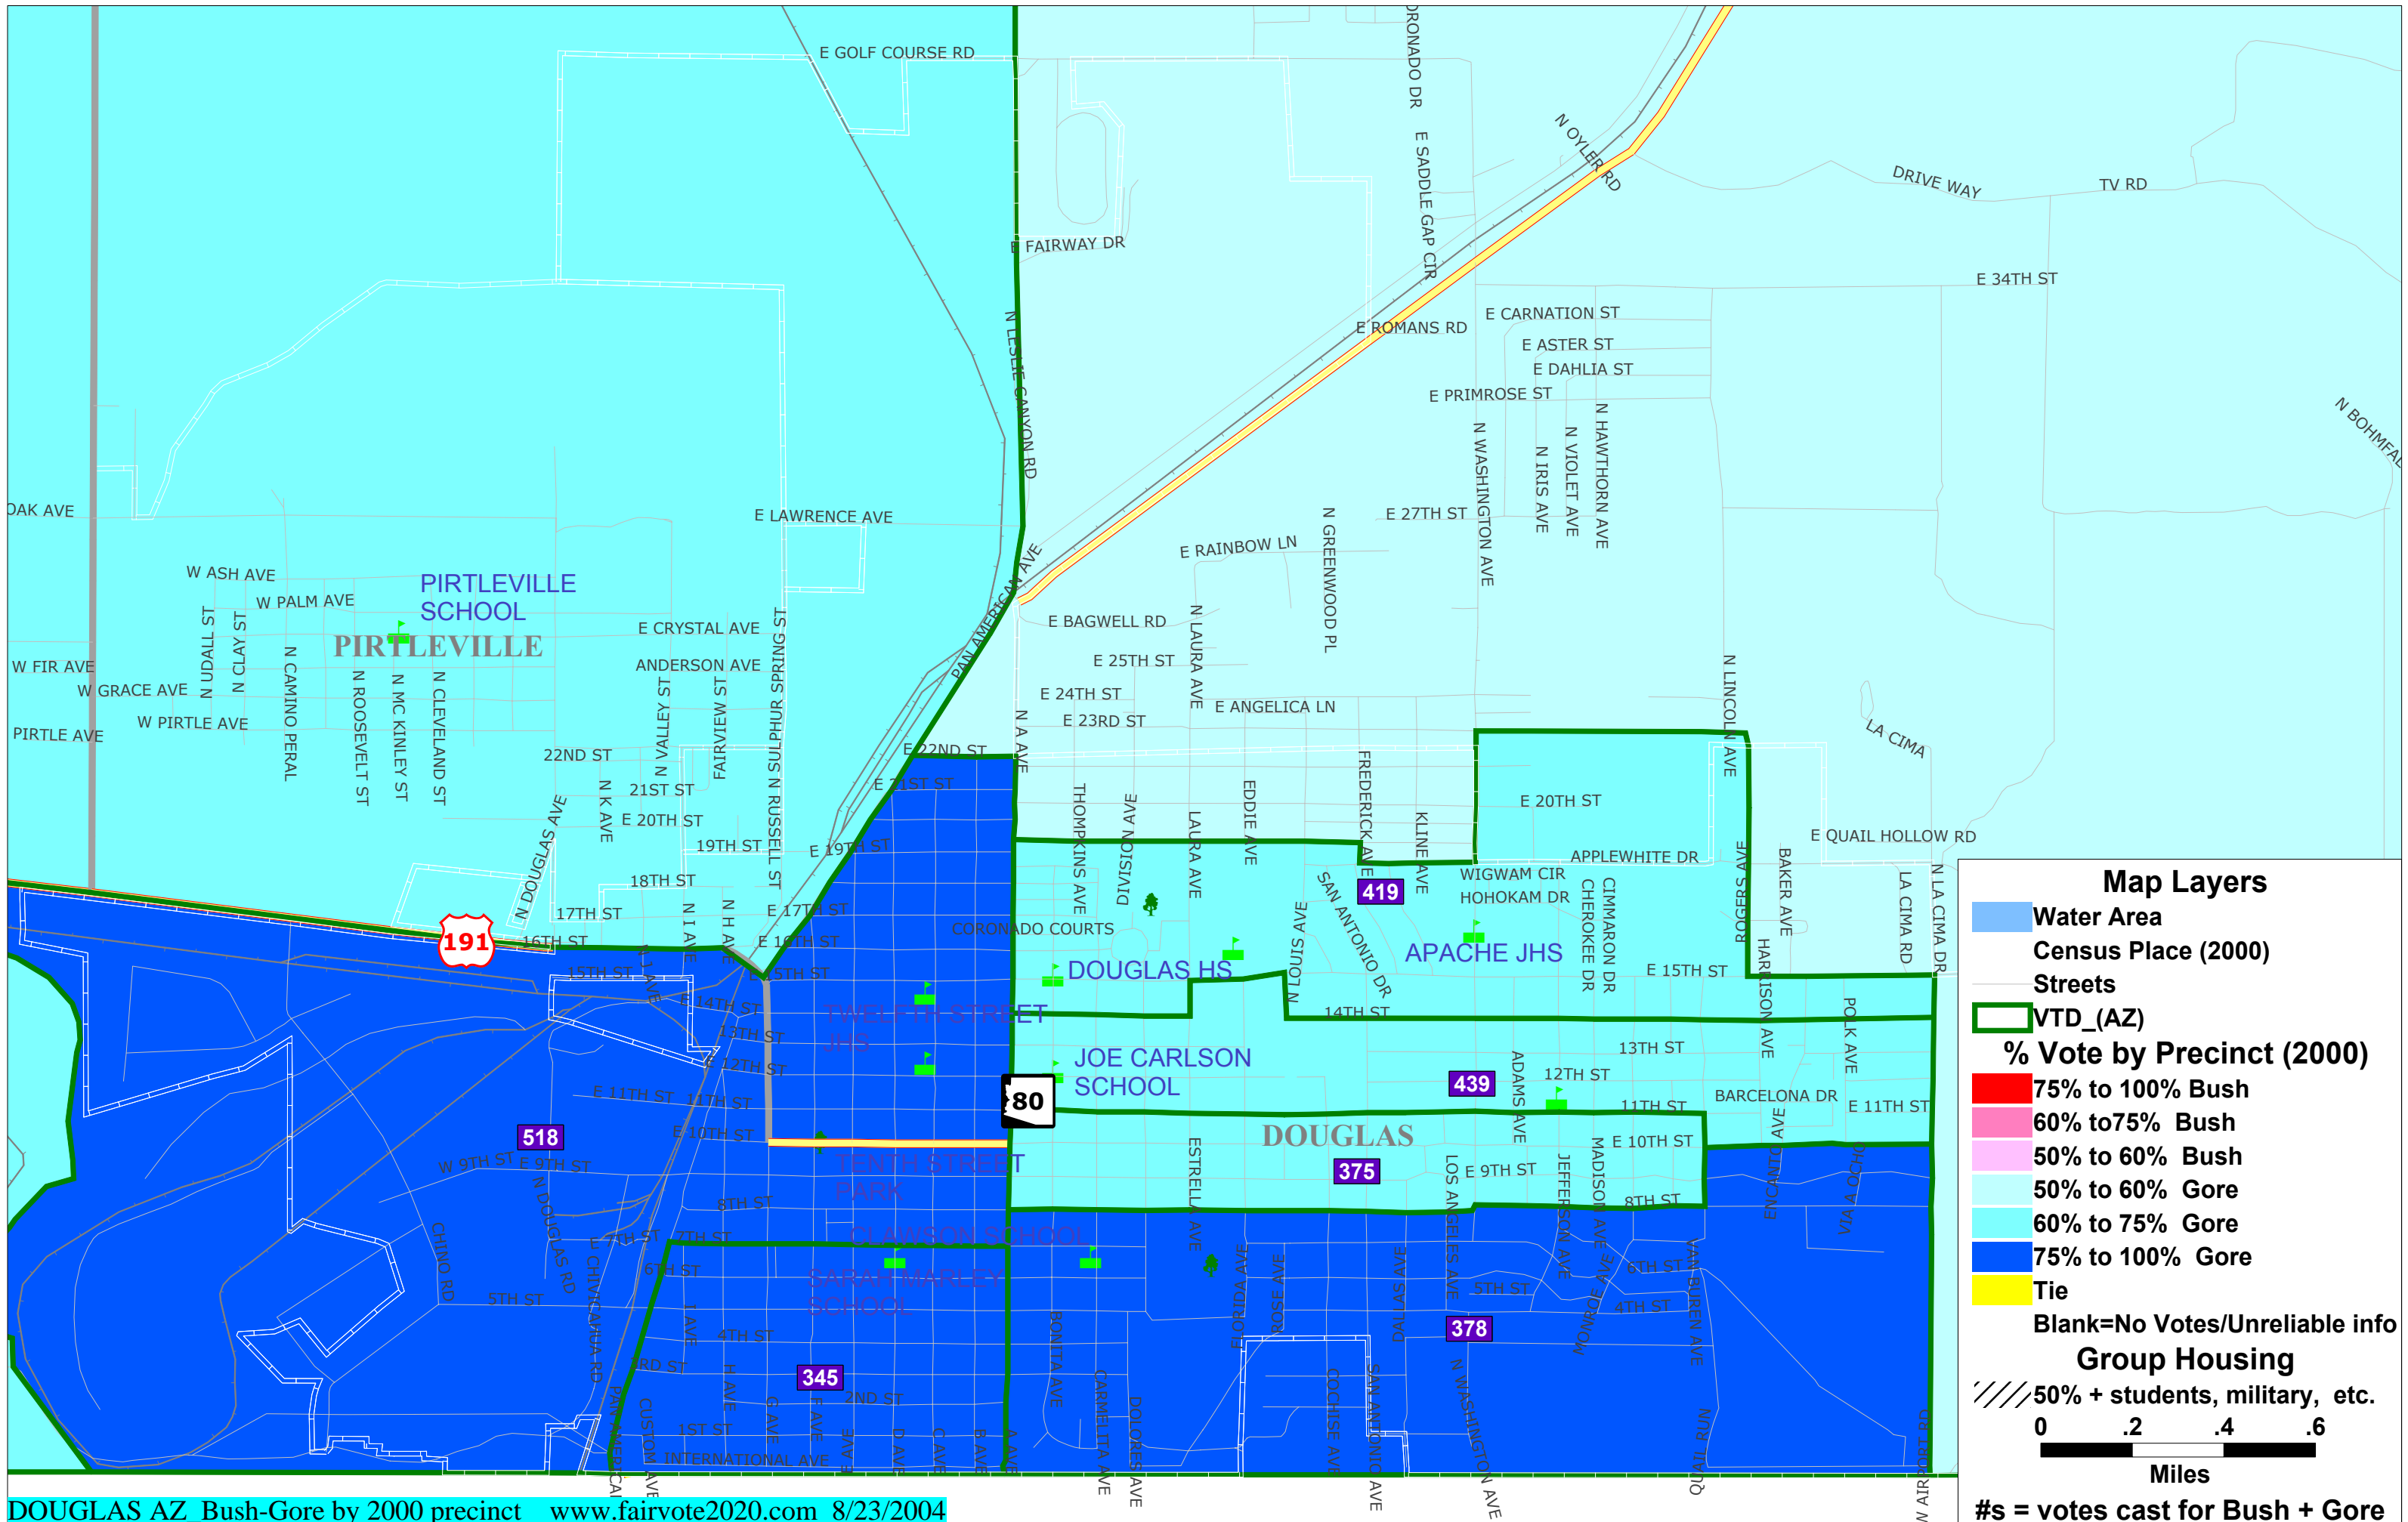 E GOLF COURSE RD
CORONADO DR
E SADDLE GAP CIR
N OYLER RD
DRIVE WAY
TV RD
E FAIRWAY DR
E 34TH ST
N LESLIE CANYON RD
E ROMANS RD
E CARNATION ST
E ASTER ST
E DAHLIA ST
E PRIMROSE ST
N WASHINGTON AVE
N IRIS AVE
N VIOLET AVE
N HAWTHORN AVE
N BOHMFAL
OAK AVE
E LAWRENCE AVE
E 27TH ST
N GREENWOOD PL
E RAINBOW LN
PAN AMERICAN AVE
W ASH AVE
W PALM AVE
PIRTLEVILLE
SCHOOL
PIRTLEVILLE
N UDALL ST
N CLAY ST
N CAMINO PERAL
N ROOSEVELT ST
N MC KINLEY ST
N CLEVELAND ST
W FIR AVE
W GRACE AVE
W PIRTLE AVE
PIRTLE AVE
E CRYSTAL AVE
ANDERSON AVE
N VALLEY ST
FAIRVIEW ST
N RUSSELL ST
N SULPHUR SPRING ST
E BAGWELL RD
N LAURA AVE
E 25TH ST
E 24TH ST
E 23RD ST
E ANGELICA LN
N A AVE
N LINCOLN AVE
LA CIMA
22ND ST
21ST ST
E 20TH ST
N K AVE
N DOUGLAS AVE
19TH ST
18TH ST
17TH ST
16TH ST
15TH ST
N J AVE
N I AVE
N H AVE
E 22ND ST
E 21ST ST
E 19TH ST
E 17TH ST
E 16TH ST
E 15TH ST
E 14TH ST
13TH ST
E 12TH ST
E 11TH ST
11TH ST
E 10TH ST
THOMPKINS AVE
DIVISION AVE
LAURA AVE
EDDIE AVE
FREDERICK AVE
KLINE AVE
E 20TH ST
APPLEWHITE DR
E QUAIL HOLLOW RD
WIGWAM CIR
HOHOKAM DR
CHEROKEE DR
CIMMARON DR
ROGERS AVE
BAKER AVE
LA CIMA RD
N LA CIMA DR
419
CORONADO COURTS
N LOUIS AVE
SAN ANTONIO DR
DOUGLAS HS
APACHE JHS
E 15TH ST
HARRISON AVE
POLK AVE
14TH ST
13TH ST
12TH ST
11TH ST
BARCELONA DR
E 11TH ST
191
TWELFTH STREET
JHS
JOE CARLSON
SCHOOL
80
439
ADAMS AVE
DOUGLAS
E 10TH ST
E 9TH ST
8TH ST
375
ESTRELLA AVE
LOS ANGELES AVE
JEFFERSON AVE
MADISON AVE
MONROE AVE
ENCANTO AVE
VIA A OCHO
518
W 9TH ST
E 9TH ST
N DOUGLAS RD
8TH ST
E 7TH ST
7TH ST
6TH ST
5TH ST
4TH ST
3RD ST
2ND ST
1ST ST
E INTERNATIONAL AVE
TENTH STREET
PARK
CLAWSON SCHOOL
SARAH MARLEY
SCHOOL
CHINO RD
E CHIVICAHUA RD
PAN AMERICAN
CUSTOM AVE
I AVE
H AVE
G AVE
F AVE
E AVE
D AVE
C AVE
B AVE
A AVE
345
BONITA AVE
CARMELITA AVE
DOLORES AVE
FLORIDA AVE
ROSE AVE
COCHISE AVE
SAN ANTONIO AVE
DALLAS AVE
N WASHINGTON AVE
378
6TH ST
5TH ST
4TH ST
VAN BUREN AVE
QUAIL RUN
AIRPORT RD
Map Layers
Water Area
Census Place (2000)
Streets
VTD_(AZ)
% Vote by Precinct (2000)
75% to 100% Bush
60% to75% Bush
50% to 60% Bush
50% to 60% Gore
60% to 75% Gore
75% to 100% Gore
Tie
Blank=No Votes/Unreliable info
Group Housing
50% + students, military, etc.
0 .2 .4 .6
Miles
#s = votes cast for Bush + Gore
DOUGLAS AZ Bush-Gore by 2000 precinct www.fairvote2020.com 8/23/2004